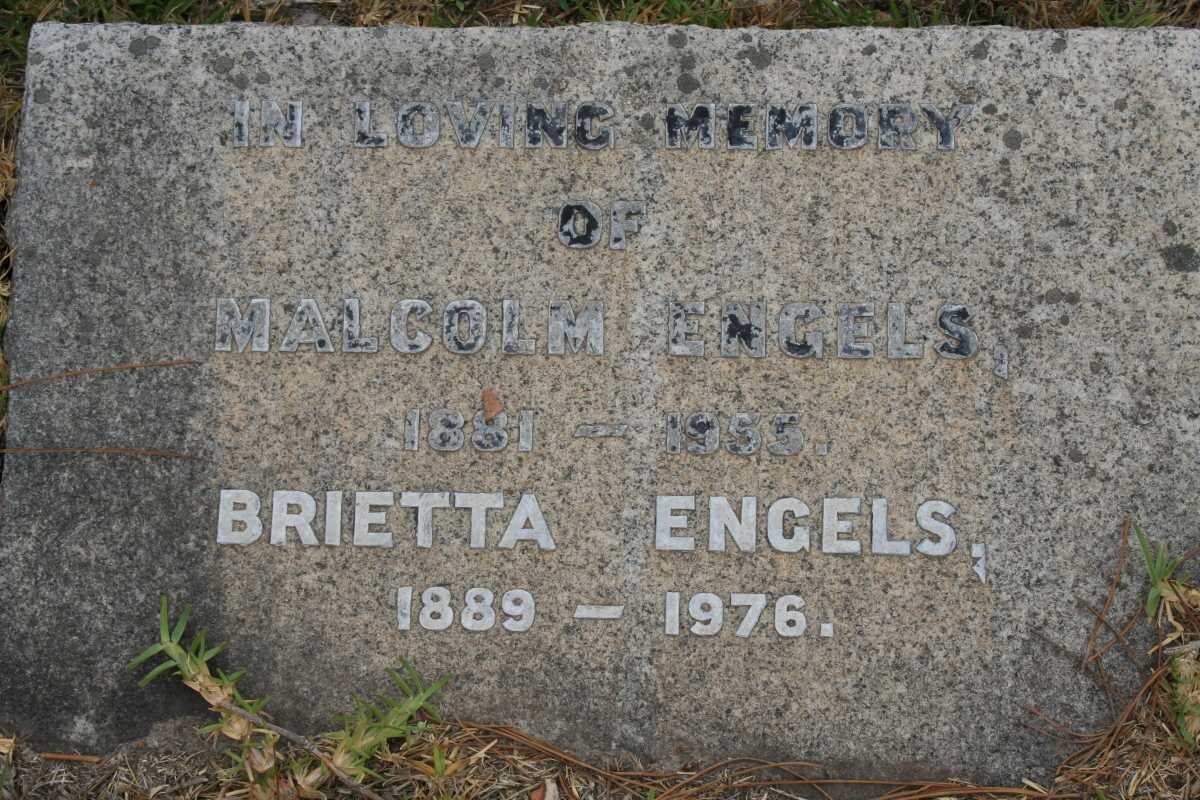 IN LOVING MEMORY
OF
MALCOLM ENGELS,
1881 — 1955.
BRIETTA ENGELS,
1889 — 1976.